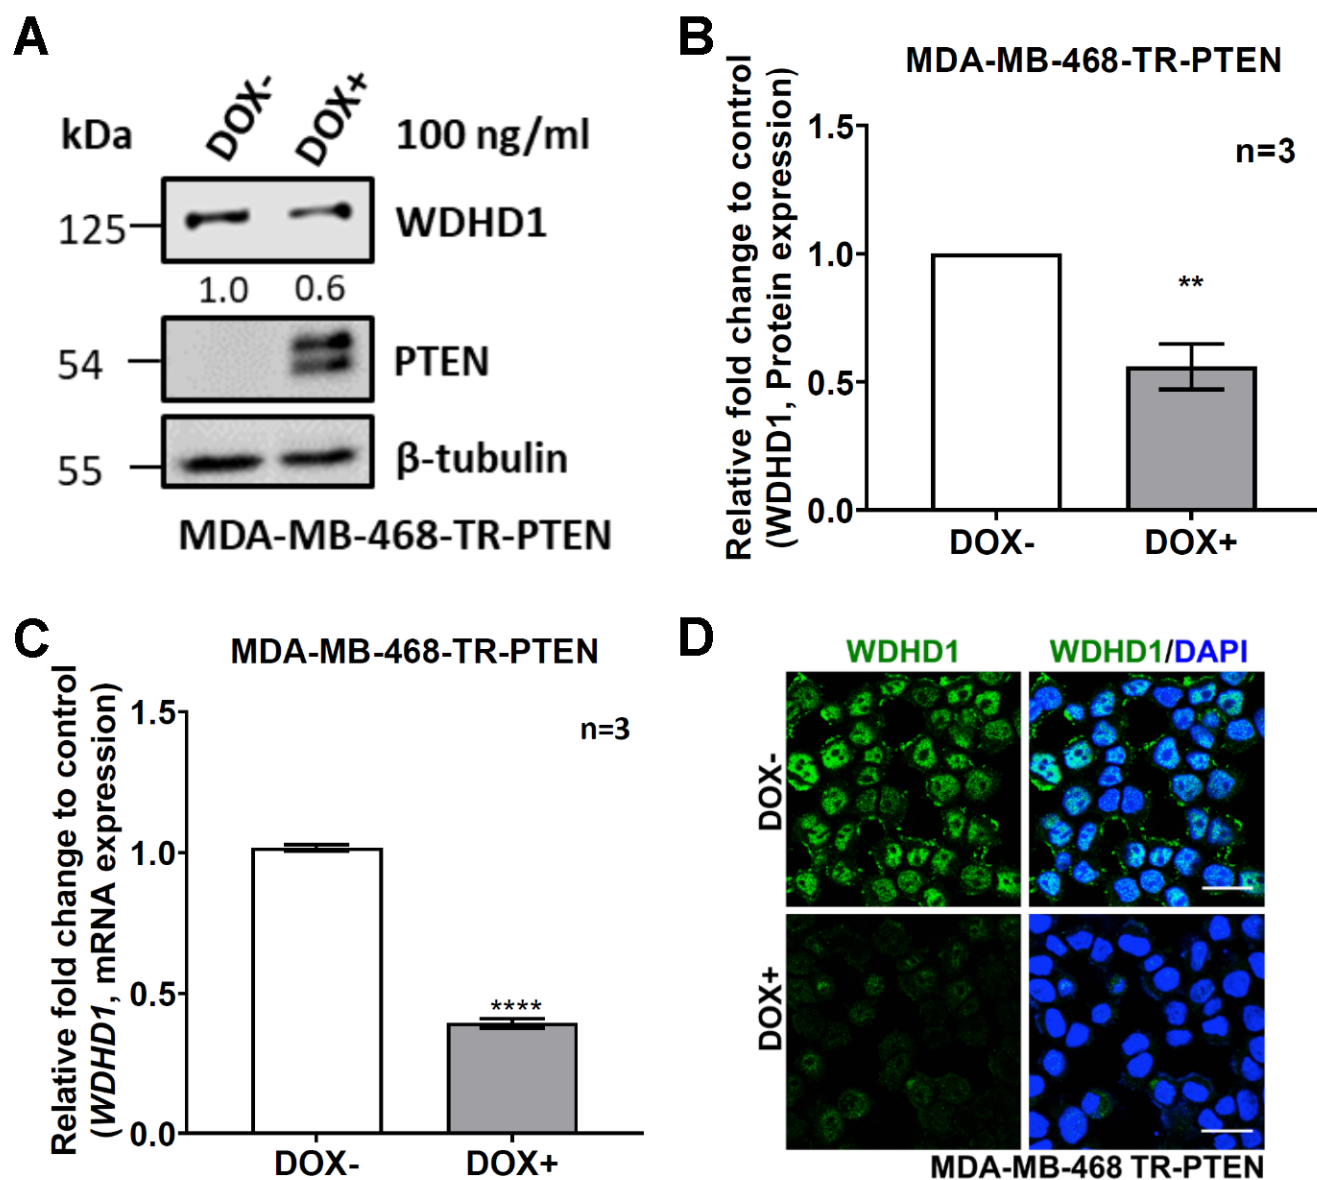 A
kDa
DOX-
DOX+
100 ng/ml
125
WDHD1
1.0
0.6
54
PTEN
55
β-tubulin
MDA-MB-468-TR-PTEN
B
MDA-MB-468-TR-PTEN
Relative fold change to control
(WDHD1, Protein expression)
1.5
1.0
0.5
0.0
n=3
**
DOX-
DOX+
C
MDA-MB-468-TR-PTEN
Relative fold change to control
(WDHD1, mRNA expression)
1.5
1.0
0.5
0.0
n=3
****
DOX-
DOX+
D
WDHD1
WDHD1/DAPI
DOX-
DOX+
MDA-MB-468 TR-PTEN